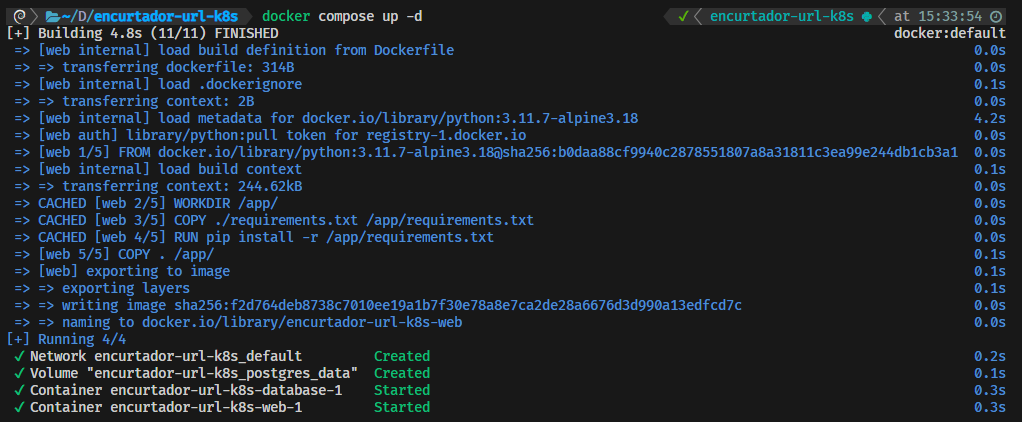 ~/D/encurtador-url-k8s docker compose up -d ✓ encurtador-url-k8s at 15:33:54
[+] Building 4.8s (11/11) FINISHED docker:default
=> [web internal] load build definition from Dockerfile 0.0s
=> => transferring dockerfile: 314B 0.0s
=> [web internal] load .dockerignore 0.1s
=> => transferring context: 2B 0.0s
=> [web internal] load metadata for docker.io/library/python:3.11.7-alpine3.18 4.2s
=> [web auth] library/python:pull token for registry-1.docker.io 0.0s
=> [web 1/5] FROM docker.io/library/python:3.11.7-alpine3.18@sha256:b0daa88cf9940c2878551807a8a31811c3ea99e244db1cb3a1 0.0s
=> [web internal] load build context 0.1s
=> => transferring context: 244.62kB 0.0s
=> CACHED [web 2/5] WORKDIR /app/ 0.0s
=> CACHED [web 3/5] COPY ./requirements.txt /app/requirements.txt 0.0s
=> CACHED [web 4/5] RUN pip install -r /app/requirements.txt 0.0s
=> [web 5/5] COPY . /app/ 0.1s
=> [web] exporting to image 0.1s
=> => exporting layers 0.1s
=> => writing image sha256:f2d764deb8738c7010ee19a1b7f30e78a8e7ca2de28a6676d3d990a13edfcd7c 0.0s
=> => naming to docker.io/library/encurtador-url-k8s-web 0.0s
[+] Running 4/4
✓ Network encurtador-url-k8s_default Created 0.2s
✓ Volume "encurtador-url-k8s_postgres_data" Created 0.1s
✓ Container encurtador-url-k8s-database-1 Started 0.3s
✓ Container encurtador-url-k8s-web-1 Started 0.3s